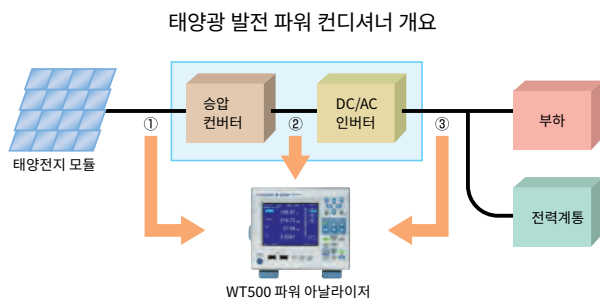 태양광 발전 파워 컨디셔너 개요
승압
컨버터
DC/AC
인버터
①
②
③
부하
태양전지 모듈
전력계통
WT500 파워 아날라이저